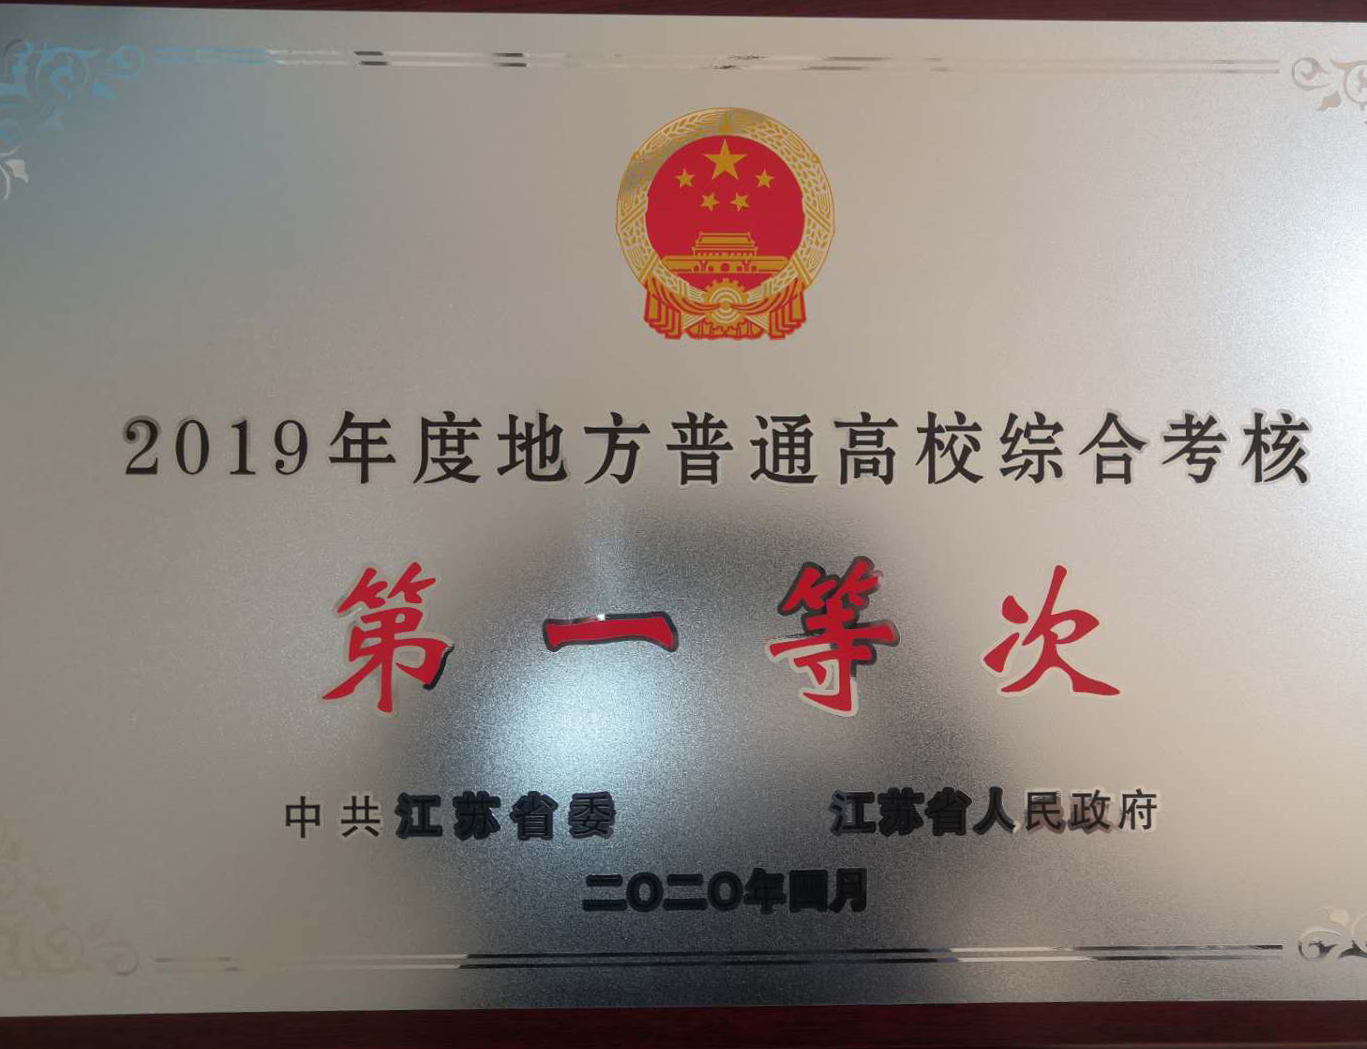 2019年度地方普通高校综合考核
第一等次
中共江苏省委 江苏省人民政府
二〇二〇年四月